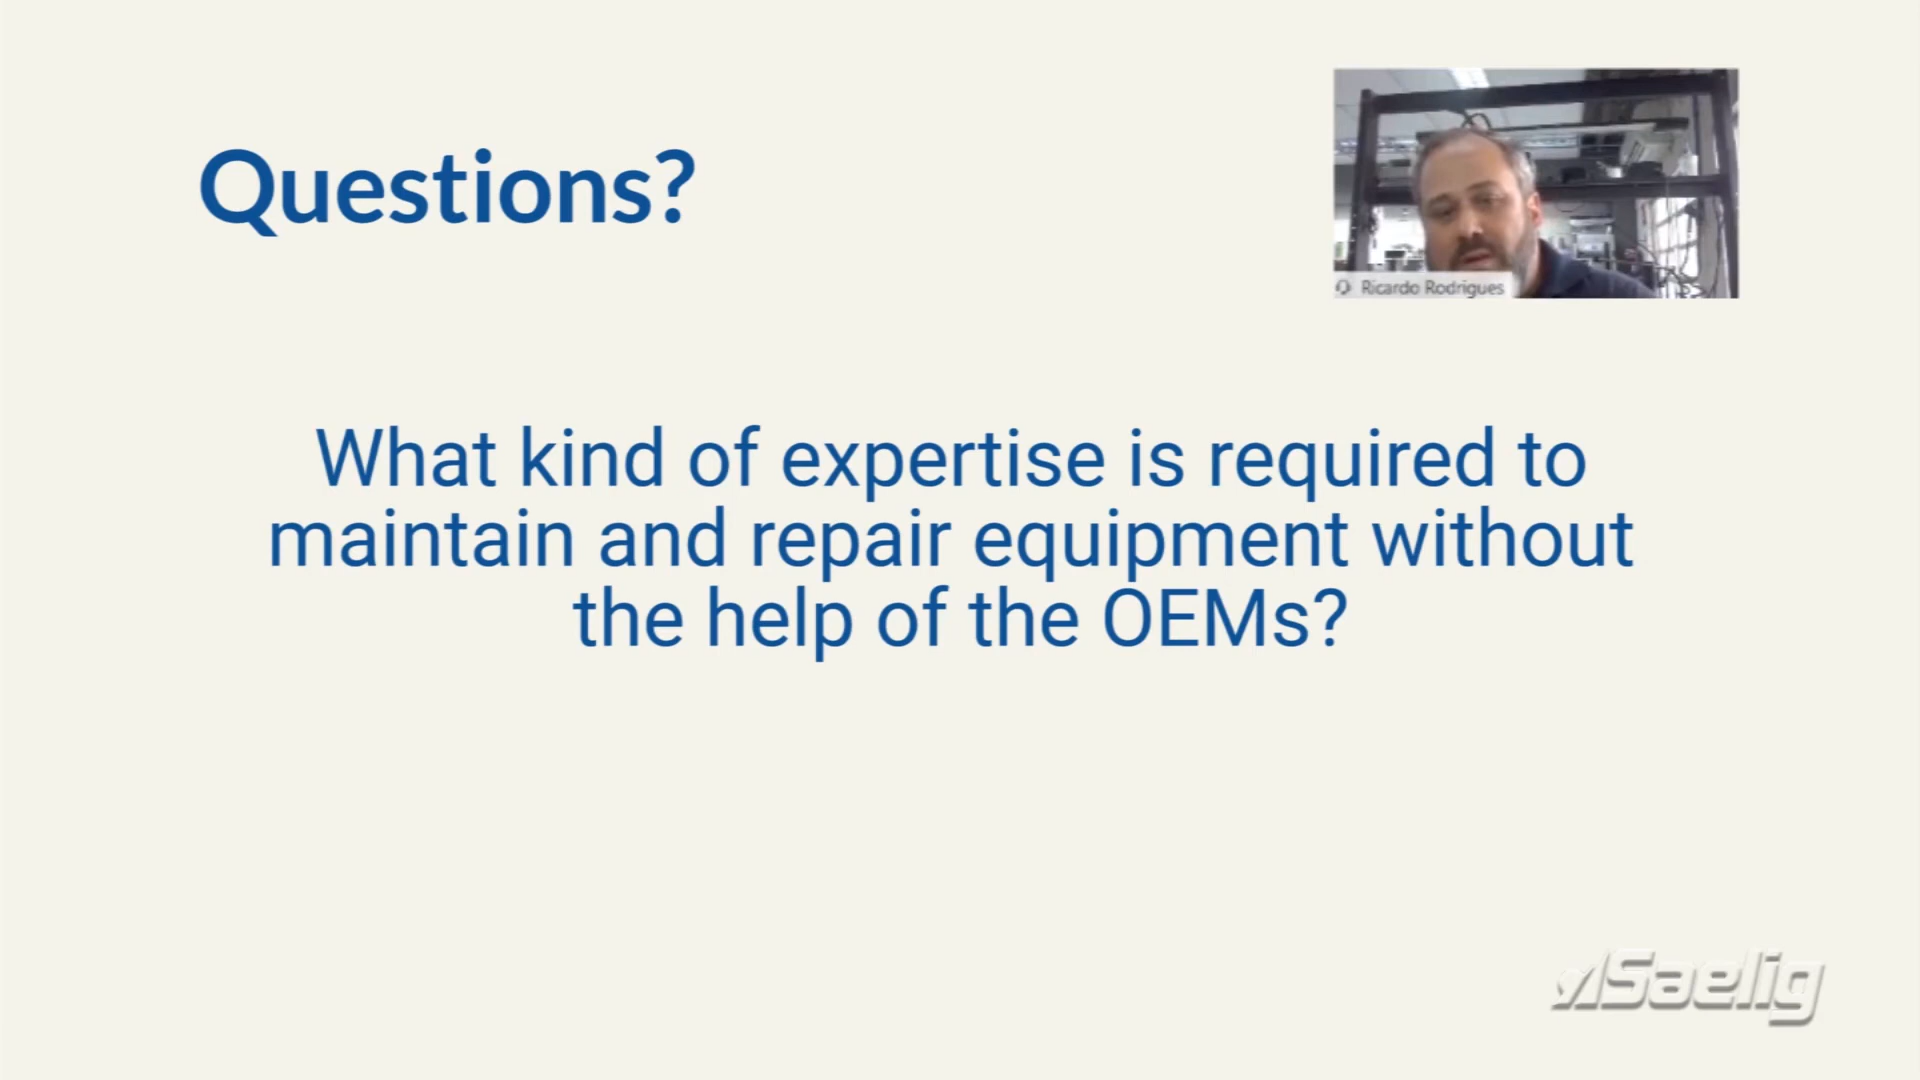 Questions?
Ricardo Rodrigues
What kind of expertise is required to
maintain and repair equipment without
the help of the OEMs?
Saelig